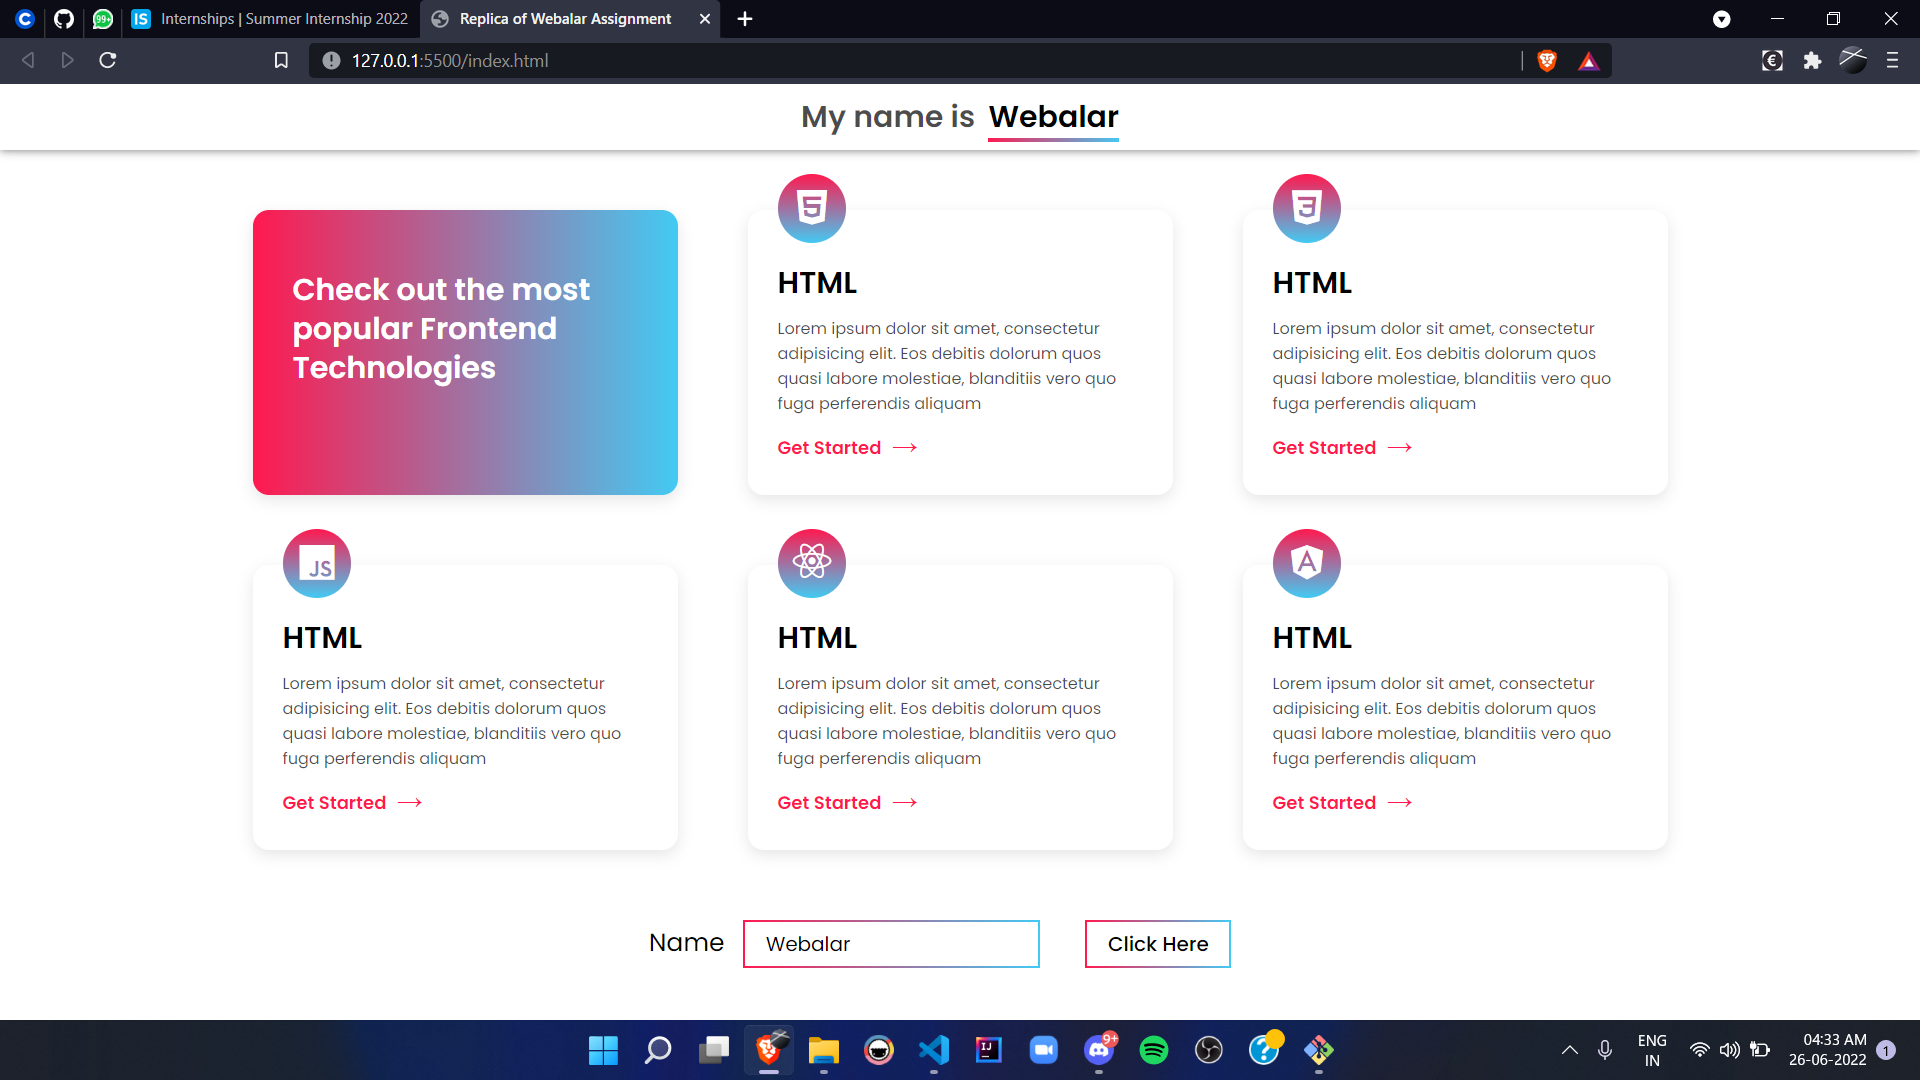 99+
IS
Internships | Summer Internship 2022
Replica of Webalar Assignment
127.0.0.1:5500/index.html
My name is Webalar
Check out the most
popular Frontend
Technologies
5
HTML
Lorem ipsum dolor sit amet, consectetur
adipisicing elit. Eos debitis dolorum quos
quasi labore molestiae, blanditiis vero quo
fuga perferendis aliquam
Get Started
3
HTML
Lorem ipsum dolor sit amet, consectetur
adipisicing elit. Eos debitis dolorum quos
quasi labore molestiae, blanditiis vero quo
fuga perferendis aliquam
Get Started
JS
HTML
Lorem ipsum dolor sit amet, consectetur
adipisicing elit. Eos debitis dolorum quos
quasi labore molestiae, blanditiis vero quo
fuga perferendis aliquam
Get Started
HTML
Lorem ipsum dolor sit amet, consectetur
adipisicing elit. Eos debitis dolorum quos
quasi labore molestiae, blanditiis vero quo
fuga perferendis aliquam
Get Started
A
HTML
Lorem ipsum dolor sit amet, consectetur
adipisicing elit. Eos debitis dolorum quos
quasi labore molestiae, blanditiis vero quo
fuga perferendis aliquam
Get Started
Name
Webalar
Click Here
IJ
9+
?
ENG
IN
04:33 AM
26-06-2022
1